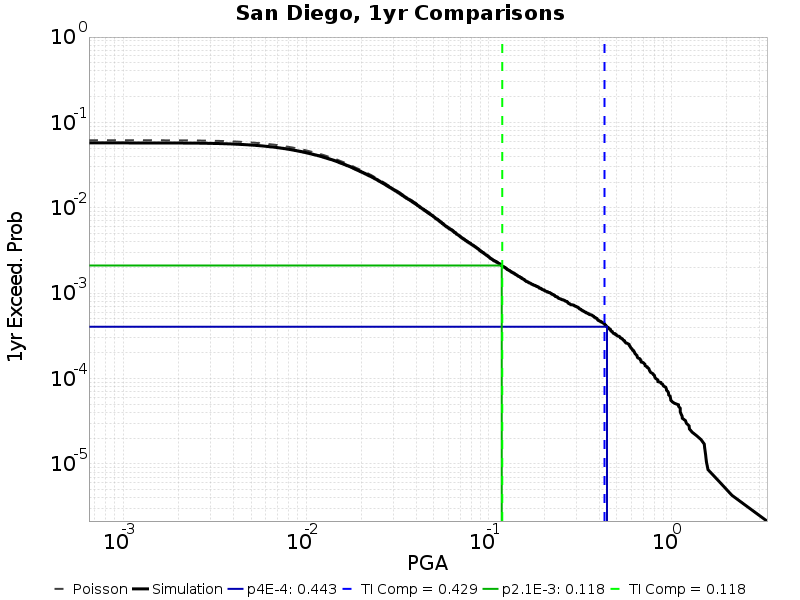 San Diego, 1yr Comparisons
10^0
10^-1
10^-2
10^-3
10^-4
10^-5
1yr Exceed. Prob
10^-3 10^-2 10^-1 10^0
PGA
Poisson Simulation p4E-4: 0.443 TI Comp = 0.429 p2.1E-3: 0.118 TI Comp = 0.118